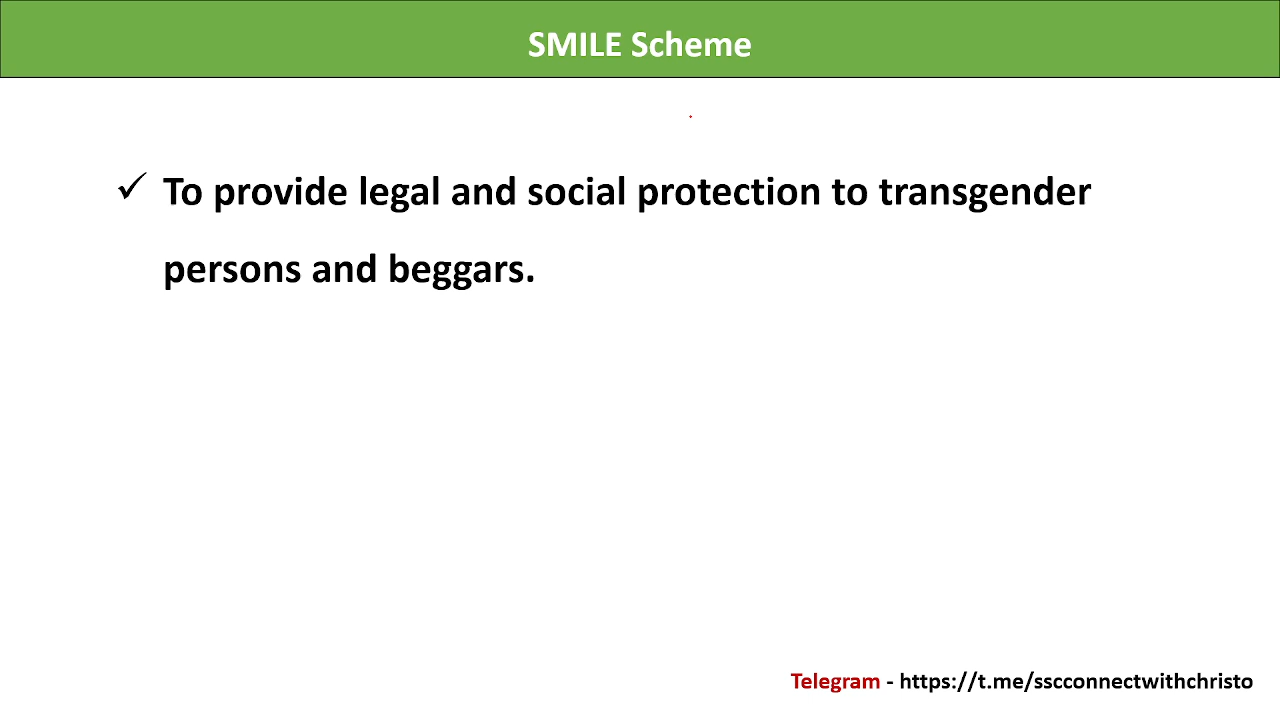 SMILE Scheme
✓ To provide legal and social protection to transgender
persons and beggars.
Telegram - https://t.me/sscconnectwithchristo